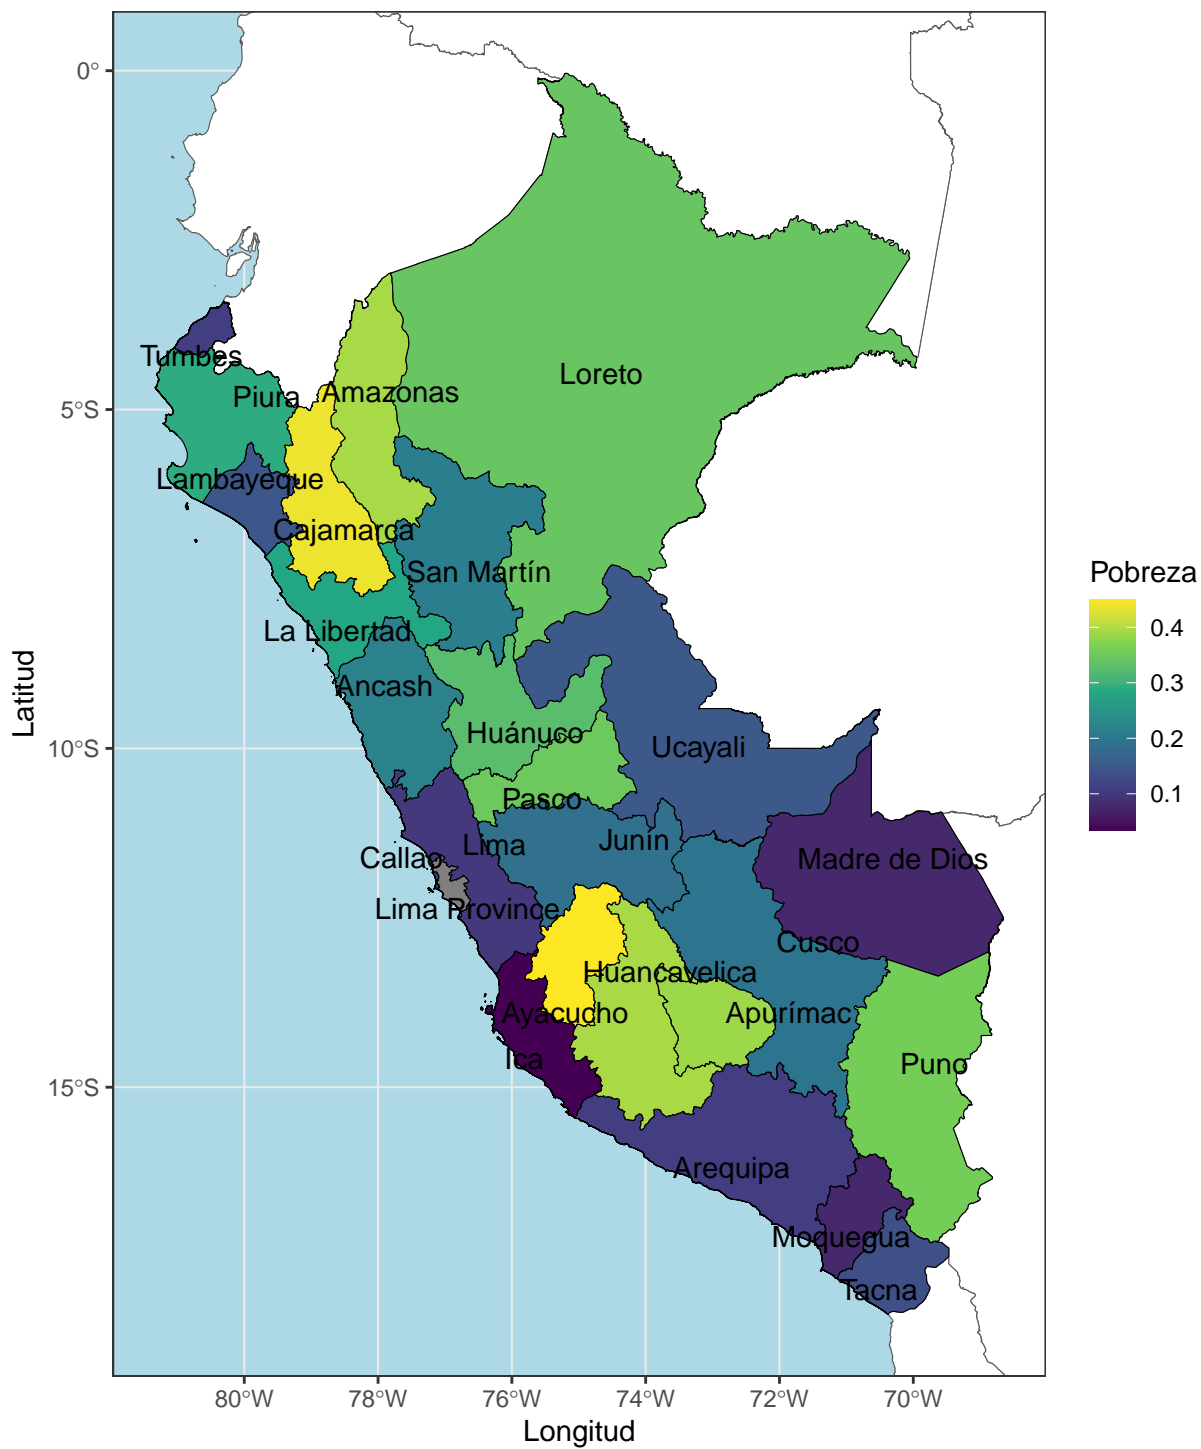 0°
5°S
10°S
15°S
Latitud
Tumbes
Piura
Amazonas
Loreto
Lambayeque
Cajamarca
San Martín
La Libertad
Ancash
Huánuco
Ucayali
Pasco
Lima
Junín
Callao
Madre de Dios
Lima Province
Cusco
Huancavelica
Ayacucho
Apurímac
Ica
Puno
Arequipa
Moquegua
Tacna
80°W
78°W
76°W
74°W
72°W
70°W
Longitud
Pobreza
0.4
0.3
0.2
0.1